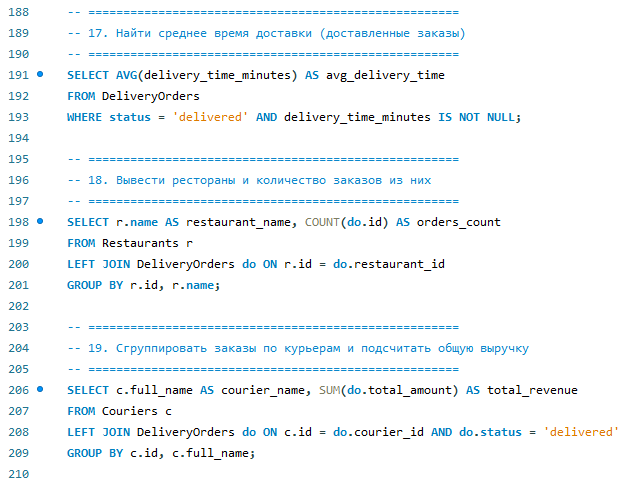 188 -- =====================================================
189 -- 17. Найти среднее время доставки (доставленные заказы)
190 -- =====================================================
191 SELECT AVG(delivery_time_minutes) AS avg_delivery_time
192 FROM DeliveryOrders
193 WHERE status = 'delivered' AND delivery_time_minutes IS NOT NULL;
194
195 -- =====================================================
196 -- 18. Вывести рестораны и количество заказов из них
197 -- =====================================================
198 SELECT r.name AS restaurant_name, COUNT(do.id) AS orders_count
199 FROM Restaurants r
200 LEFT JOIN DeliveryOrders do ON r.id = do.restaurant_id
201 GROUP BY r.id, r.name;
202
203 -- =====================================================
204 -- 19. Сгруппировать заказы по курьерам и подсчитать общую выручку
205 -- =====================================================
206 SELECT c.full_name AS courier_name, SUM(do.total_amount) AS total_revenue
207 FROM Couriers c
208 LEFT JOIN DeliveryOrders do ON c.id = do.courier_id AND do.status = 'delivered'
209 GROUP BY c.id, c.full_name;
210